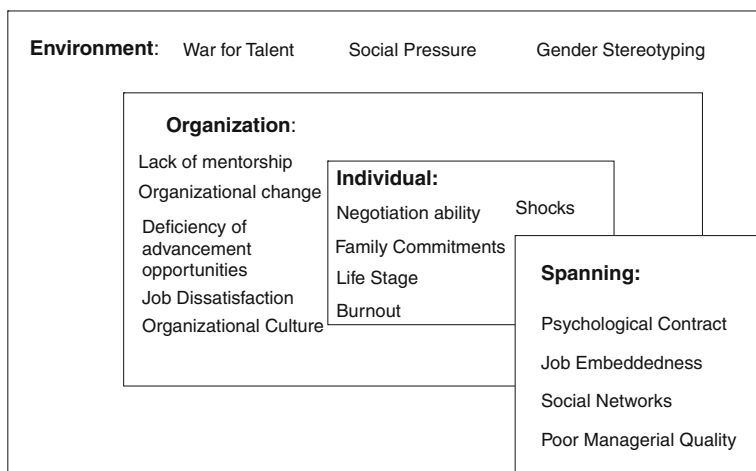 Environment: War for Talent Social Pressure Gender Stereotyping
Organization:
Lack of mentorship
Organizational change
Deficiency of
advancement
opportunities
Job Dissatisfaction
Organizational Culture
Individual:
Negotiation ability
Shocks
Family Commitments
Life Stage
Burnout
Spanning:
Psychological Contract
Job Embeddedness
Social Networks
Poor Managerial Quality